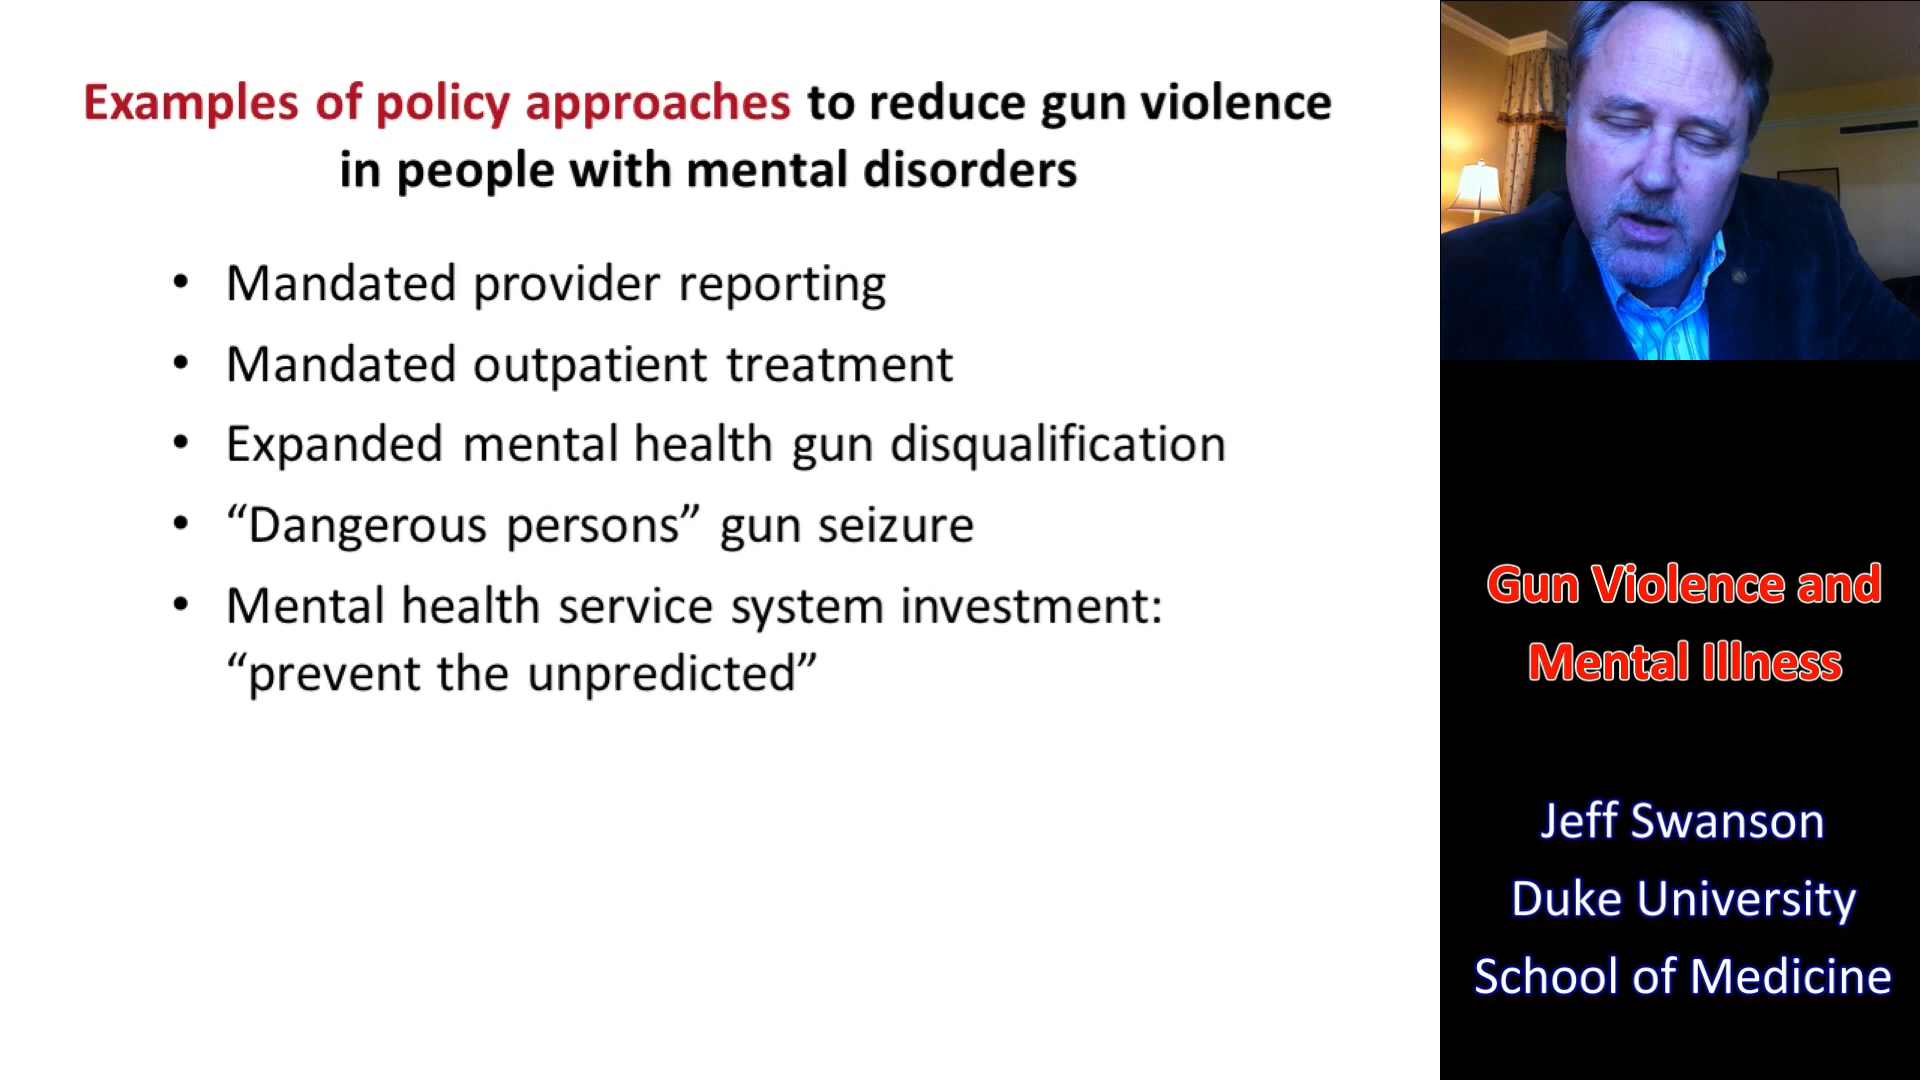 Examples of policy approaches to reduce gun violence
in people with mental disorders
• Mandated provider reporting
• Mandated outpatient treatment
• Expanded mental health gun disqualification
• “Dangerous persons” gun seizure
• Mental health service system investment:
“prevent the unpredicted”
Gun Violence and
Mental Illness
Jeff Swanson
Duke University
School of Medicine